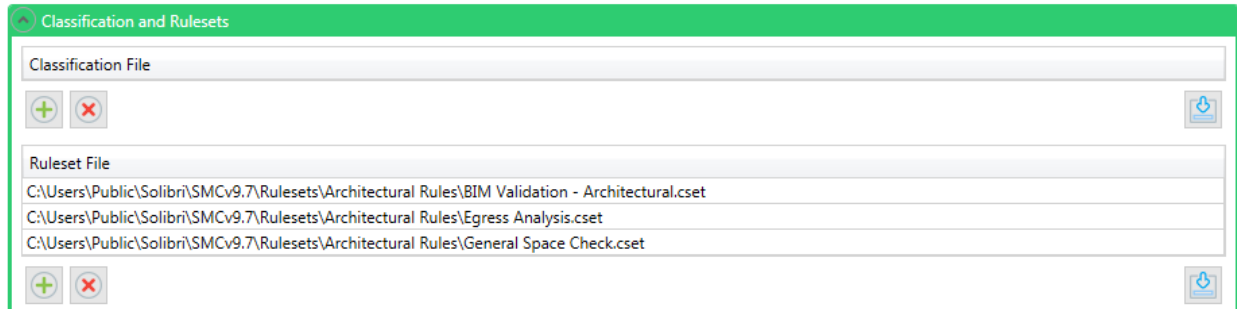 Classification and Rulesets
Classification File
Ruleset File
C:\Users\Public\Solibri\SMCv9.7\Rulesets\Architectural Rules\BIM Validation - Architectural.cset
C:\Users\Public\Solibri\SMCv9.7\Rulesets\Architectural Rules\Egress Analysis.cset
C:\Users\Public\Solibri\SMCv9.7\Rulesets\Architectural Rules\General Space Check.cset